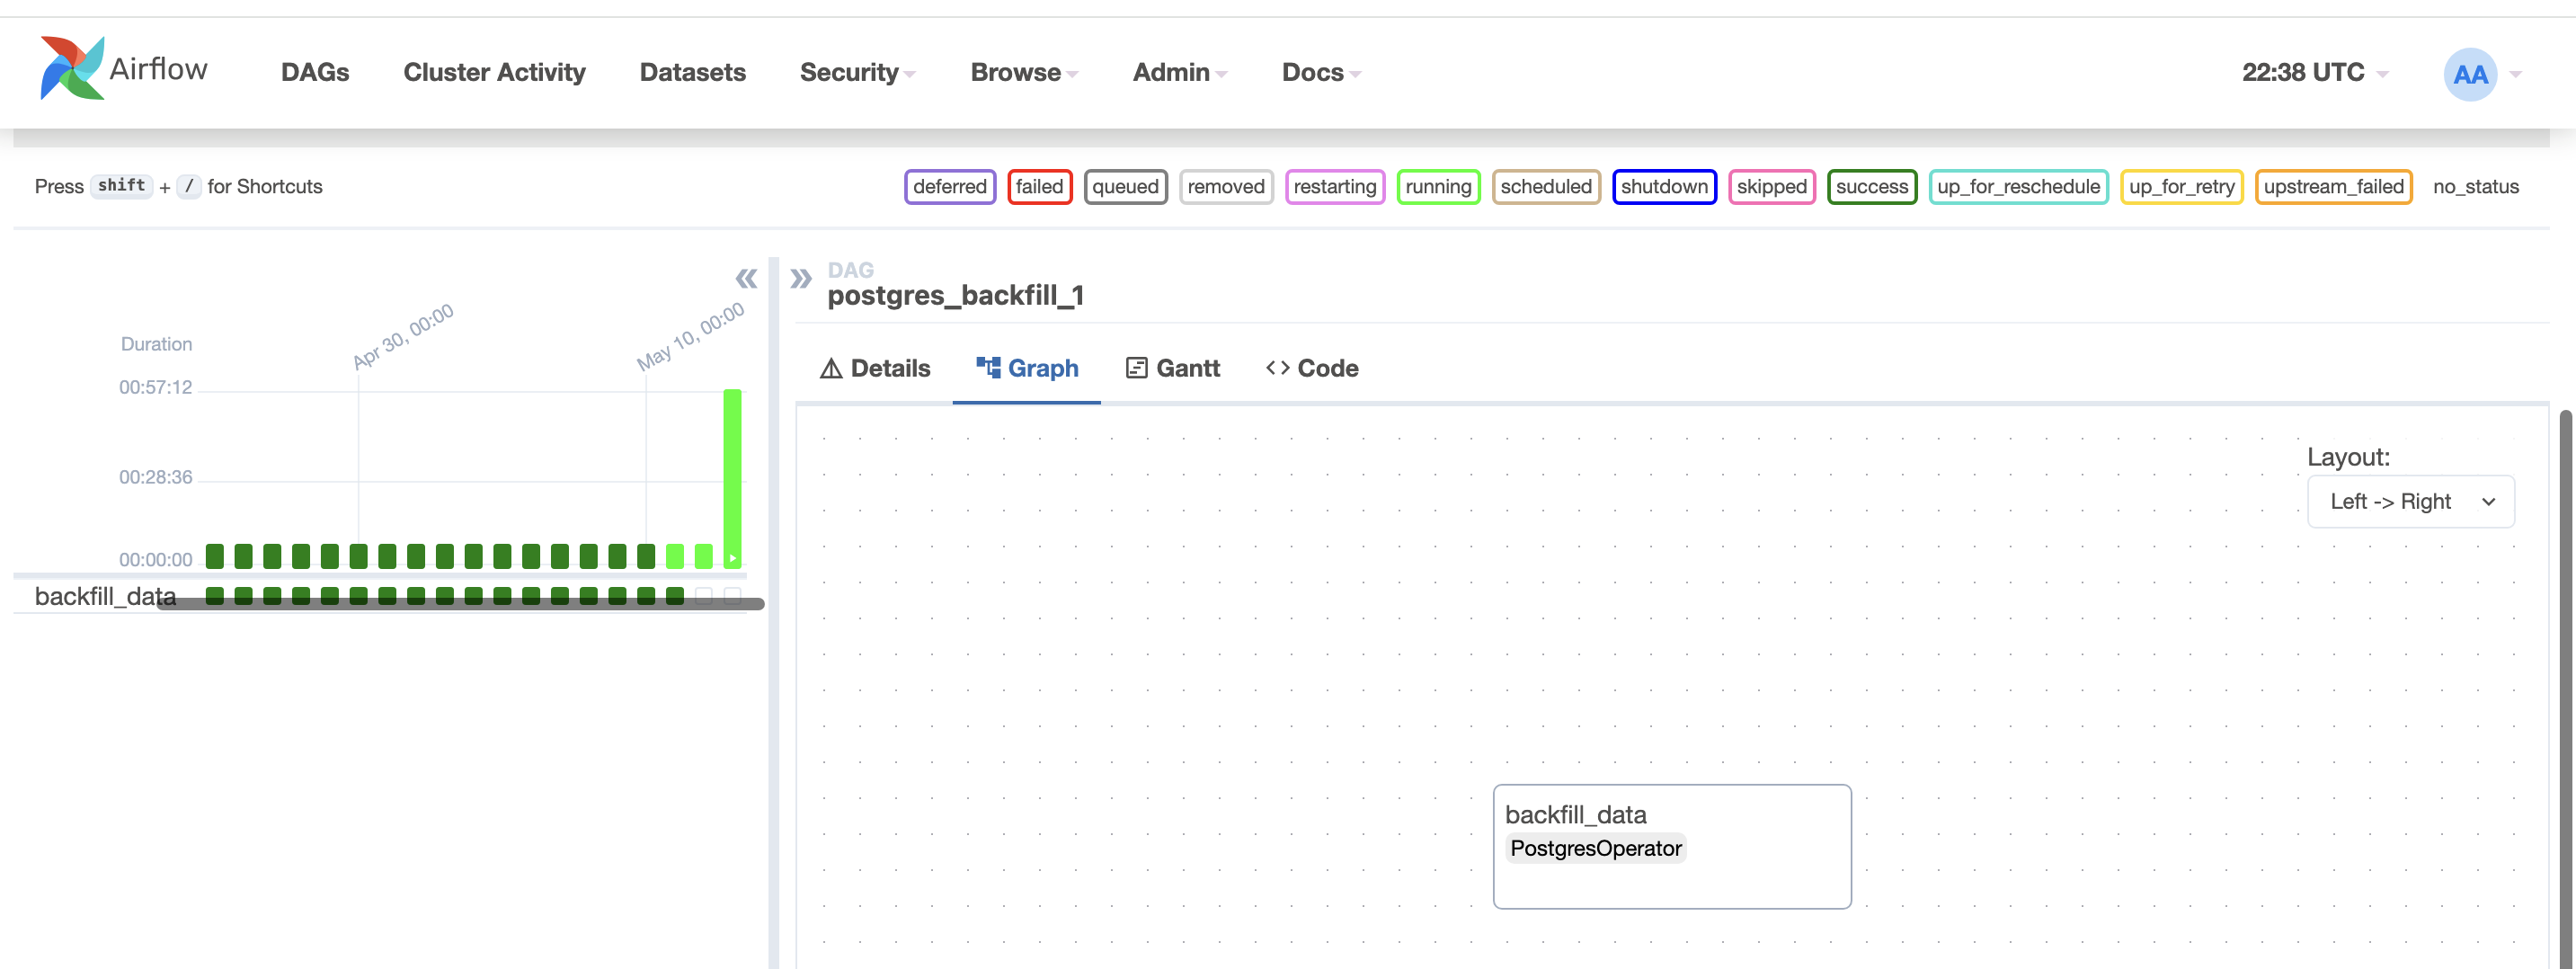 Airflow DAGs Cluster Activity Datasets Security Browse Admin Docs 22:38 UTC AA
Press shift + / for Shortcuts
deferred failed queued removed restarting running scheduled shutdown skipped success up_for_reschedule up_for_retry upstream_failed no_status
Duration
Apr 30, 00:00
May 10, 00:00
00:57:12
00:28:36
00:00:00
backfill_data
DAG
postgres_backfill_1
Details Graph Gantt Code
Layout:
Left -> Right
backfill_data
PostgresOperator